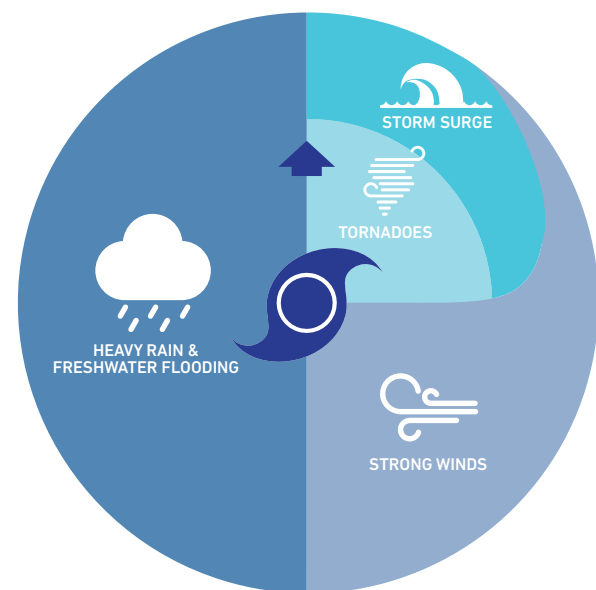 STORM SURGE
TORNADOES
HEAVY RAIN &
FRESHWATER FLOODING
STRONG WINDS